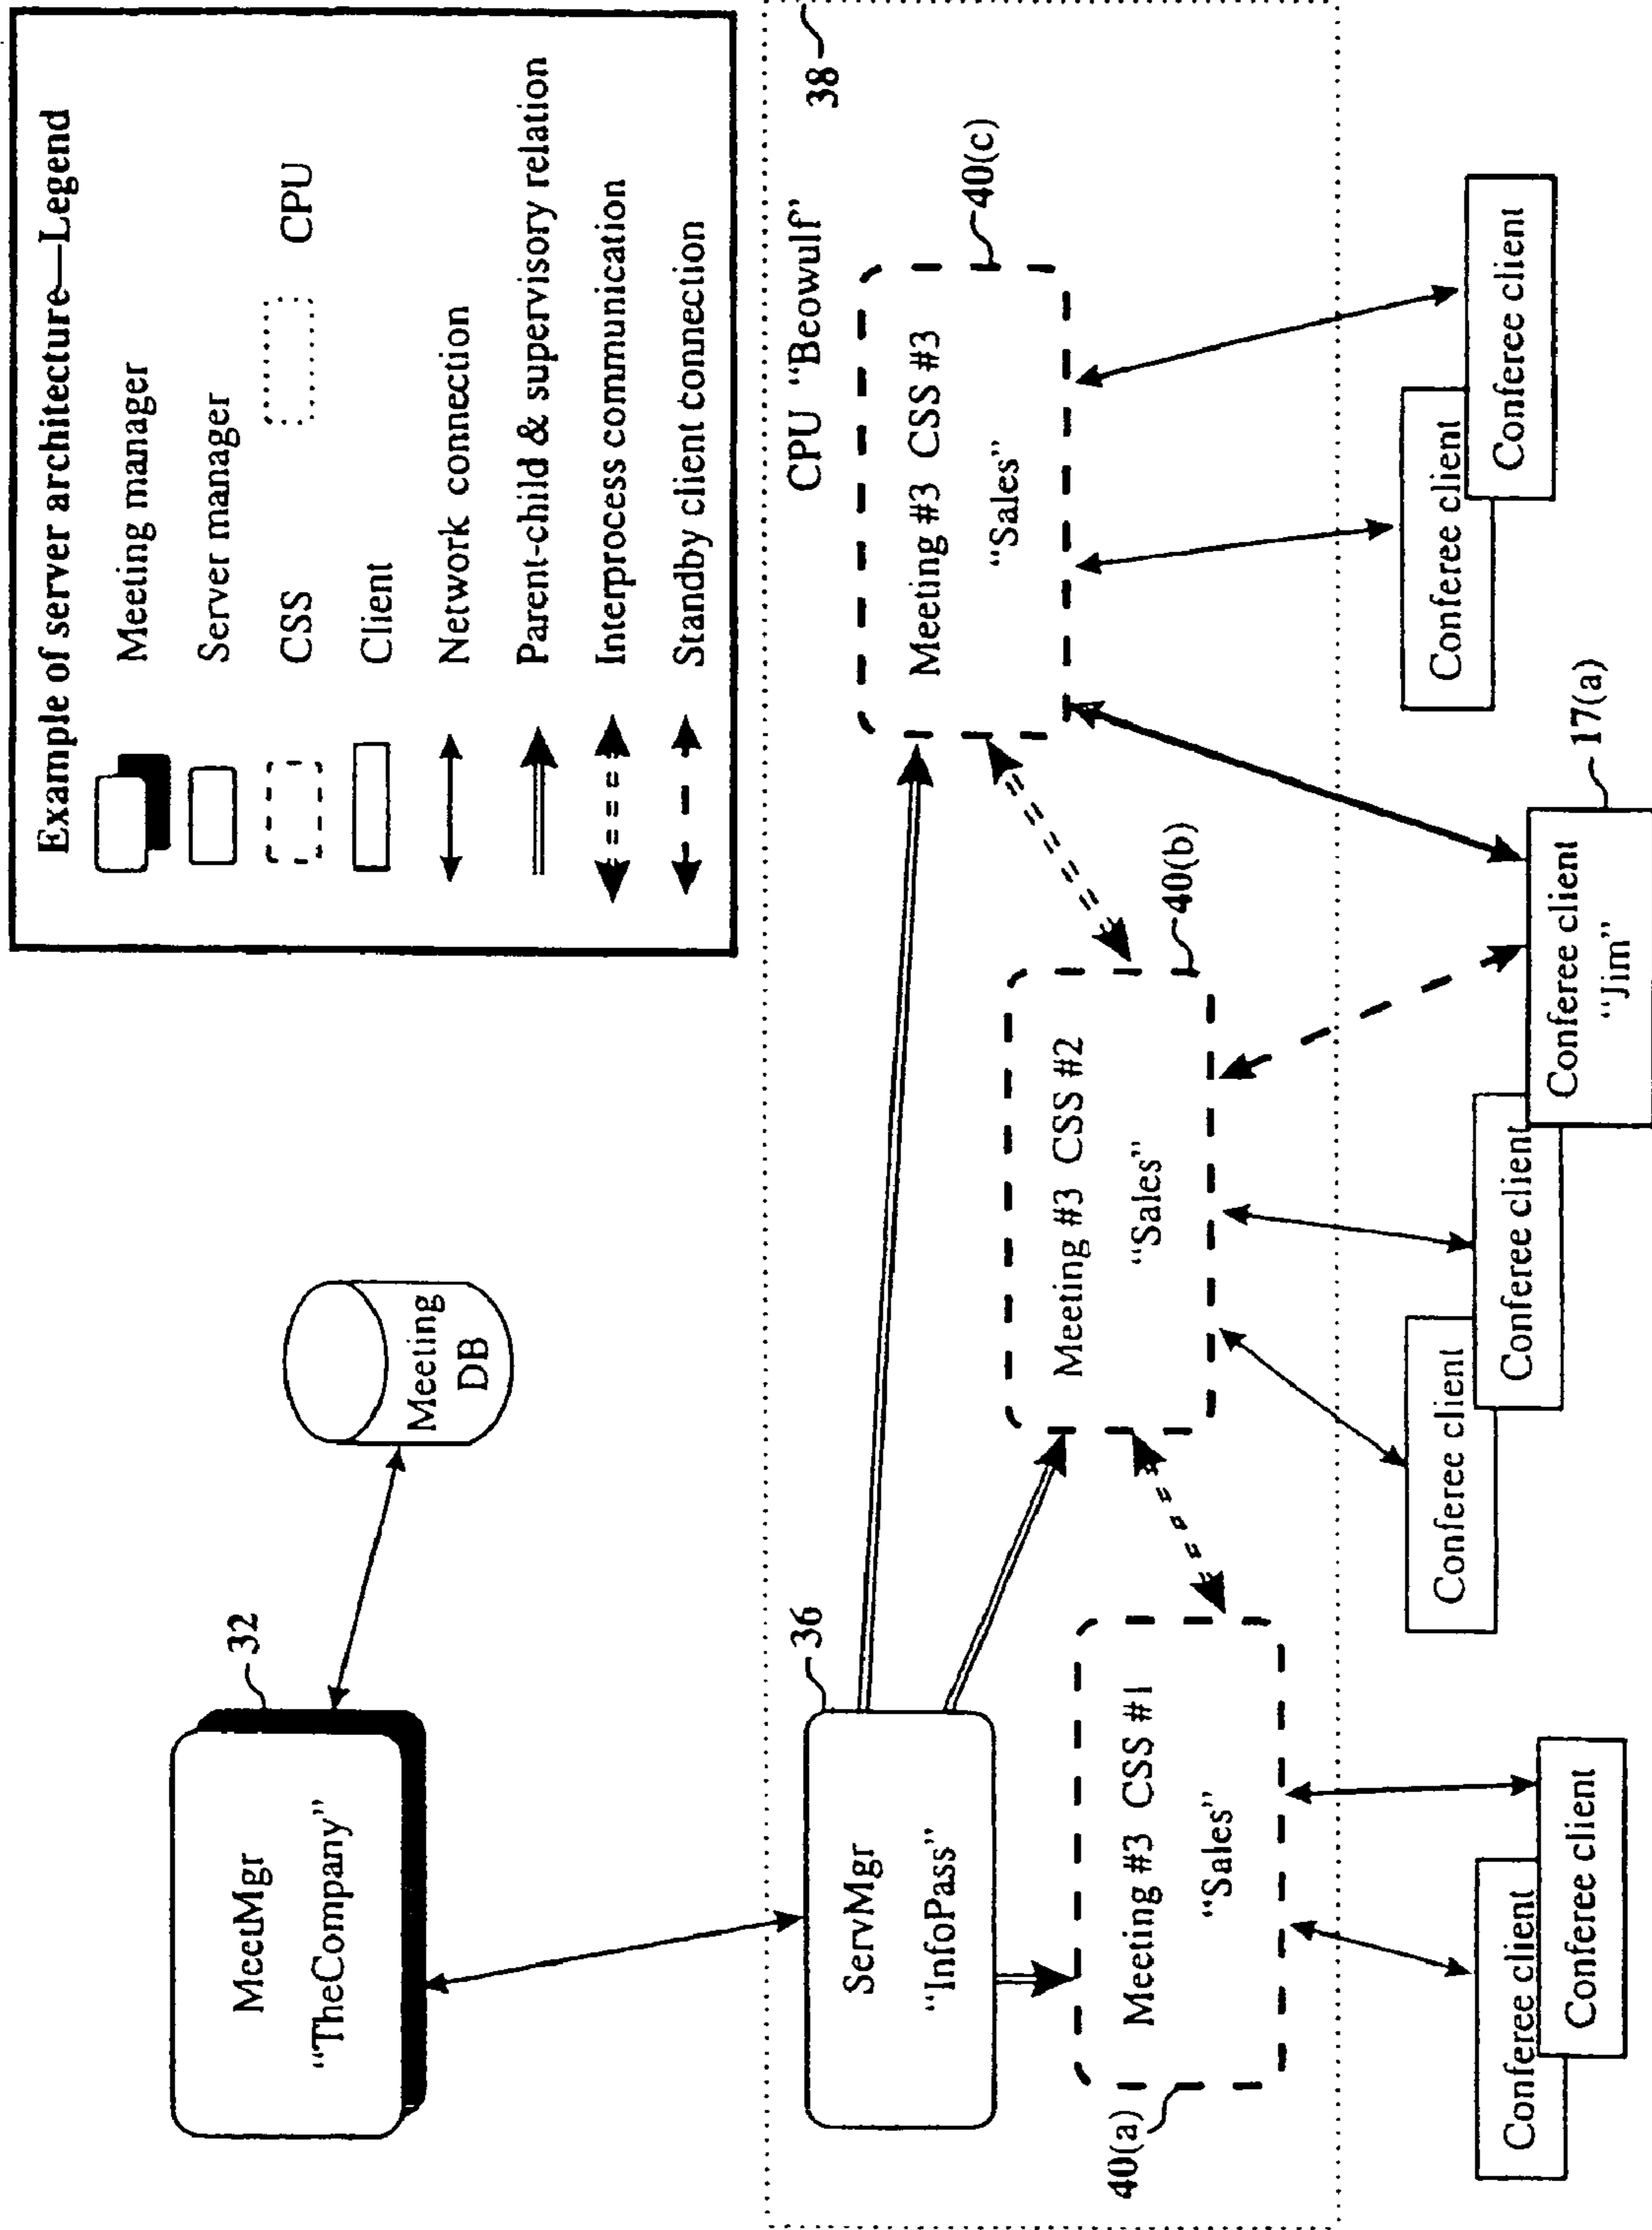 Example of server architecture—Legend
Meeting manager
Server manager
CSS
CPU
Client
Network connection
Parent-child & supervisory relation
Interprocess communication
Standby client connection
MeetMgr
“TheCompany”
32
Meeting
DB
38
CPU “Beowulf”
ServMgr
“InfoPass”
36
Meeting #3 CSS #1
“Sales”
40(a)
Meeting #3 CSS #2
“Sales”
40(b)
Meeting #3 CSS #3
“Sales”
40(c)
Conferee client
Conferee client
Conferee client
Conferee client
Conferee client
“Jim”
17(a)
Conferee client
Conferee client